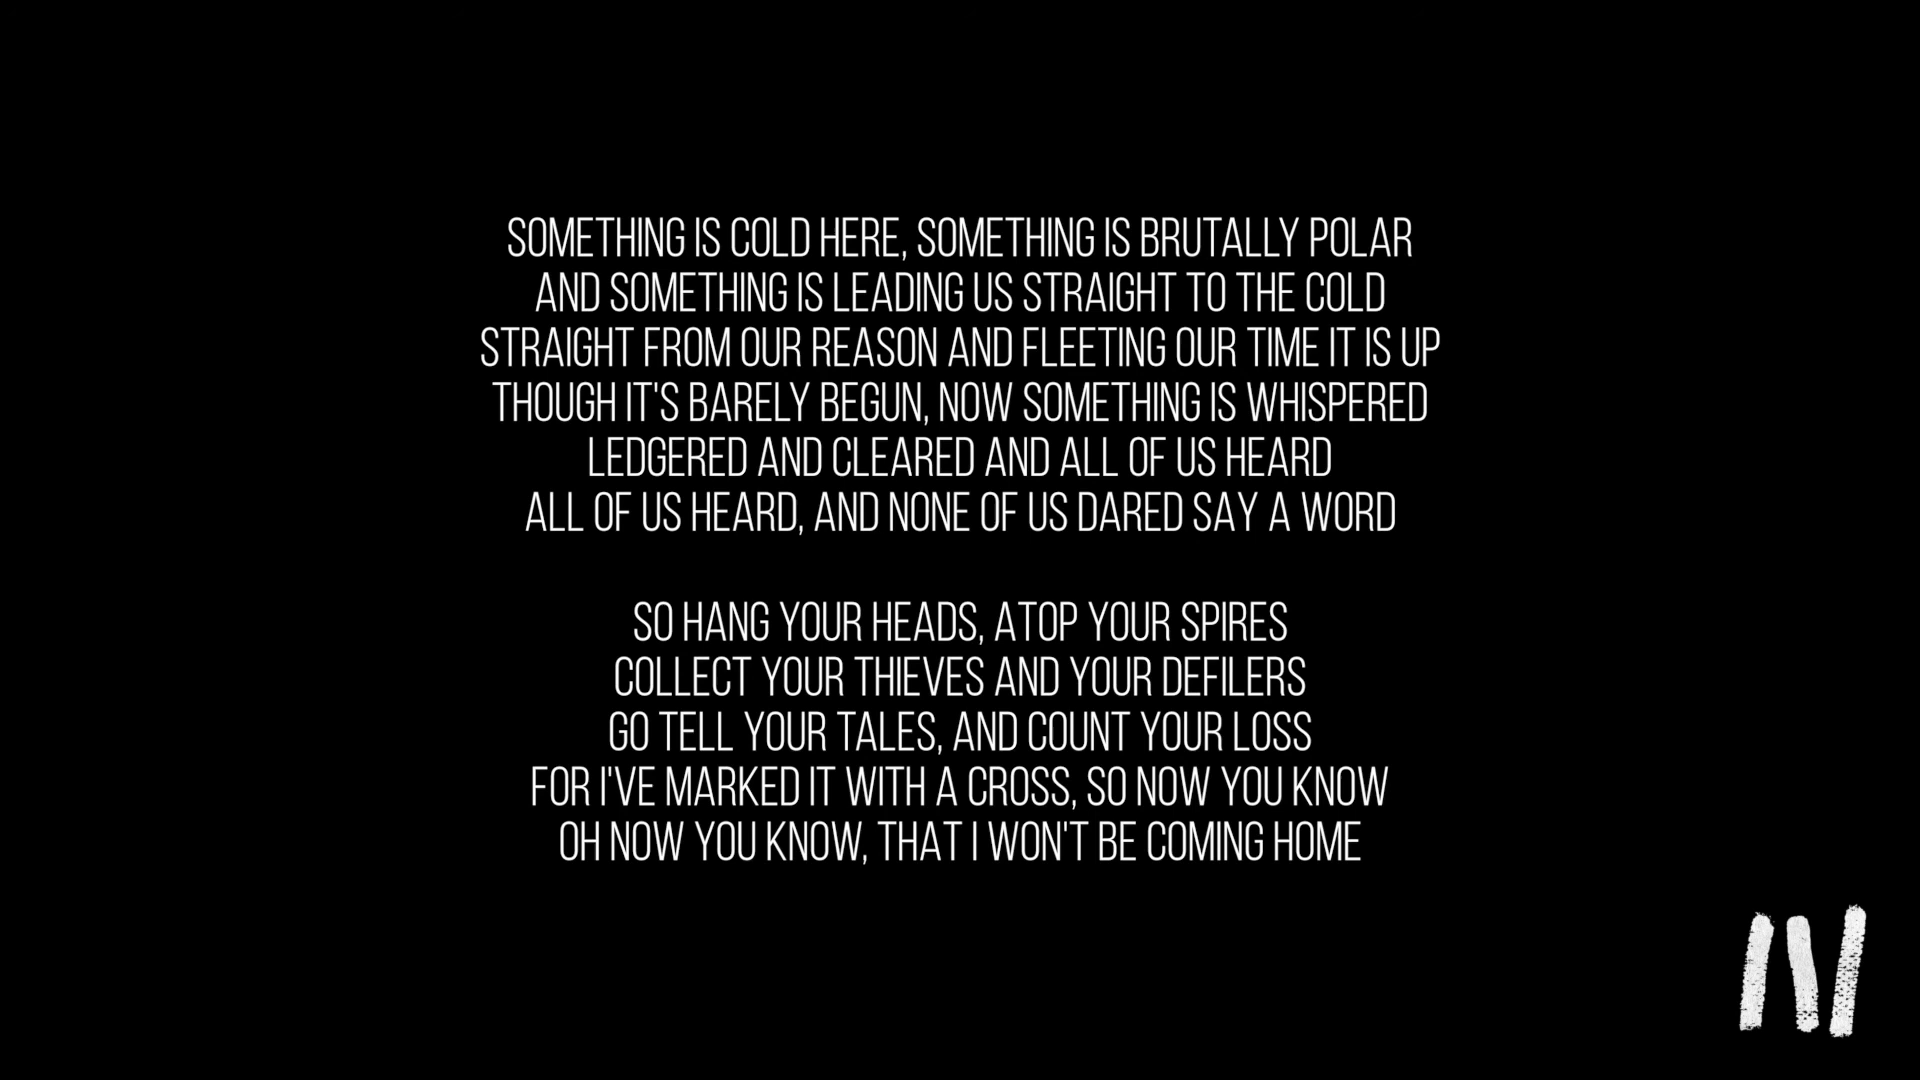 SOMETHING IS COLD HERE, SOMETHING IS BRUTALLY POLAR
AND SOMETHING IS LEADING US STRAIGHT TO THE COLD
STRAIGHT FROM OUR REASON AND FLEETING OUR TIME IT IS UP
THOUGH IT'S BARELY BEGUN, NOW SOMETHING IS WHISPERED
LEDGERED AND CLEARED AND ALL OF US HEARD
ALL OF US HEARD, AND NONE OF US DARED SAY A WORD
SO HANG YOUR HEADS, ATOP YOUR SPIRES
COLLECT YOUR THIEVES AND YOUR DEFILERS
GO TELL YOUR TALES, AND COUNT YOUR LOSS
FOR I'VE MARKED IT WITH A CROSS, SO NOW YOU KNOW
OH NOW YOU KNOW, THAT I WON'T BE COMING HOME